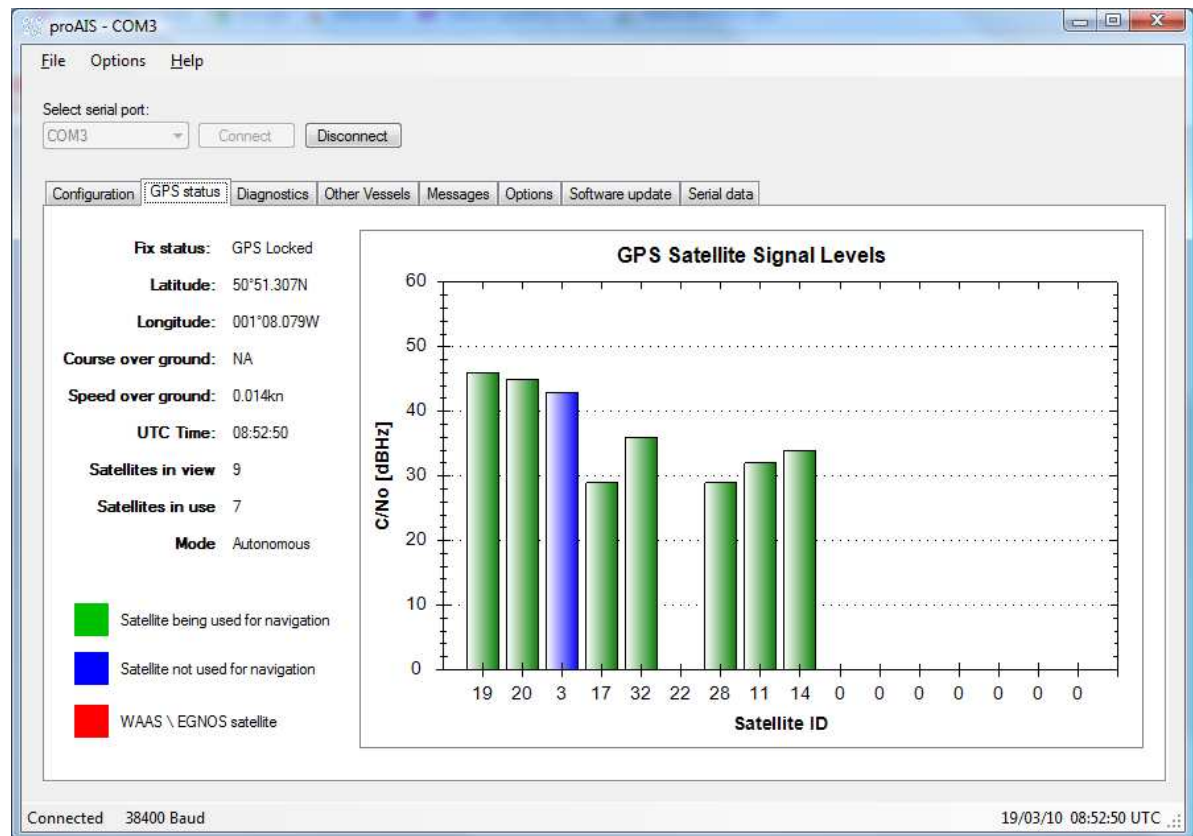 proAIS - COM3
File Options Help
Select serial port:
COM3 Connect Disconnect
Configuration GPS status Diagnostics Other Vessels Messages Options Software update Serial data
Fix status: GPS Locked
Latitude: 50°51.307N
Longitude: 001°08.079W
Course over ground: NA
Speed over ground: 0.014kn
UTC Time: 08:52:50
Satellites in view 9
Satellites in use 7
Mode Autonomous
Satellite being used for navigation
Satellite not used for navigation
WAAS \ EGNOS satellite
GPS Satellite Signal Levels
60
50
40
30
20
10
0
C/No [dBHz]
19 20 3 17 32 22 28 11 14 0 0 0 0 0 0 0
Satellite ID
Connected 38400 Baud 19/03/10 08:52:50 UTC